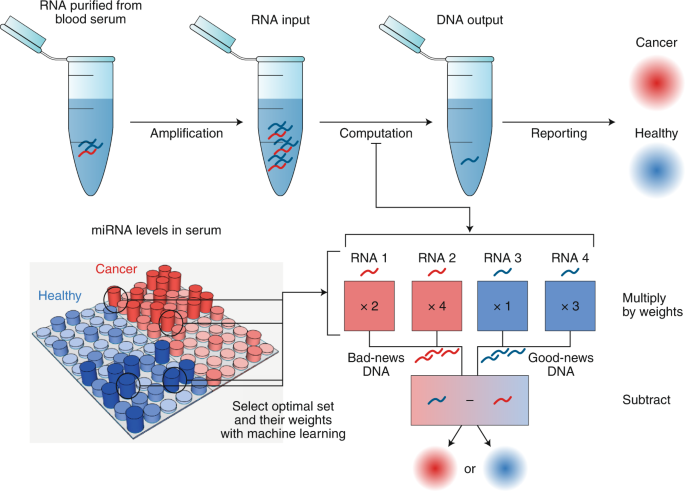 RNA purified from
blood serum
RNA input
DNA output
Cancer
Amplification
Computation
Reporting
Healthy
miRNA levels in serum
Cancer
Healthy
RNA 1
RNA 2
RNA 3
RNA 4
× 2
× 4
× 1
× 3
Multiply
by weights
Bad-news
DNA
Good-news
DNA
Select optimal set
and their weights
with machine learning
–
Subtract
or